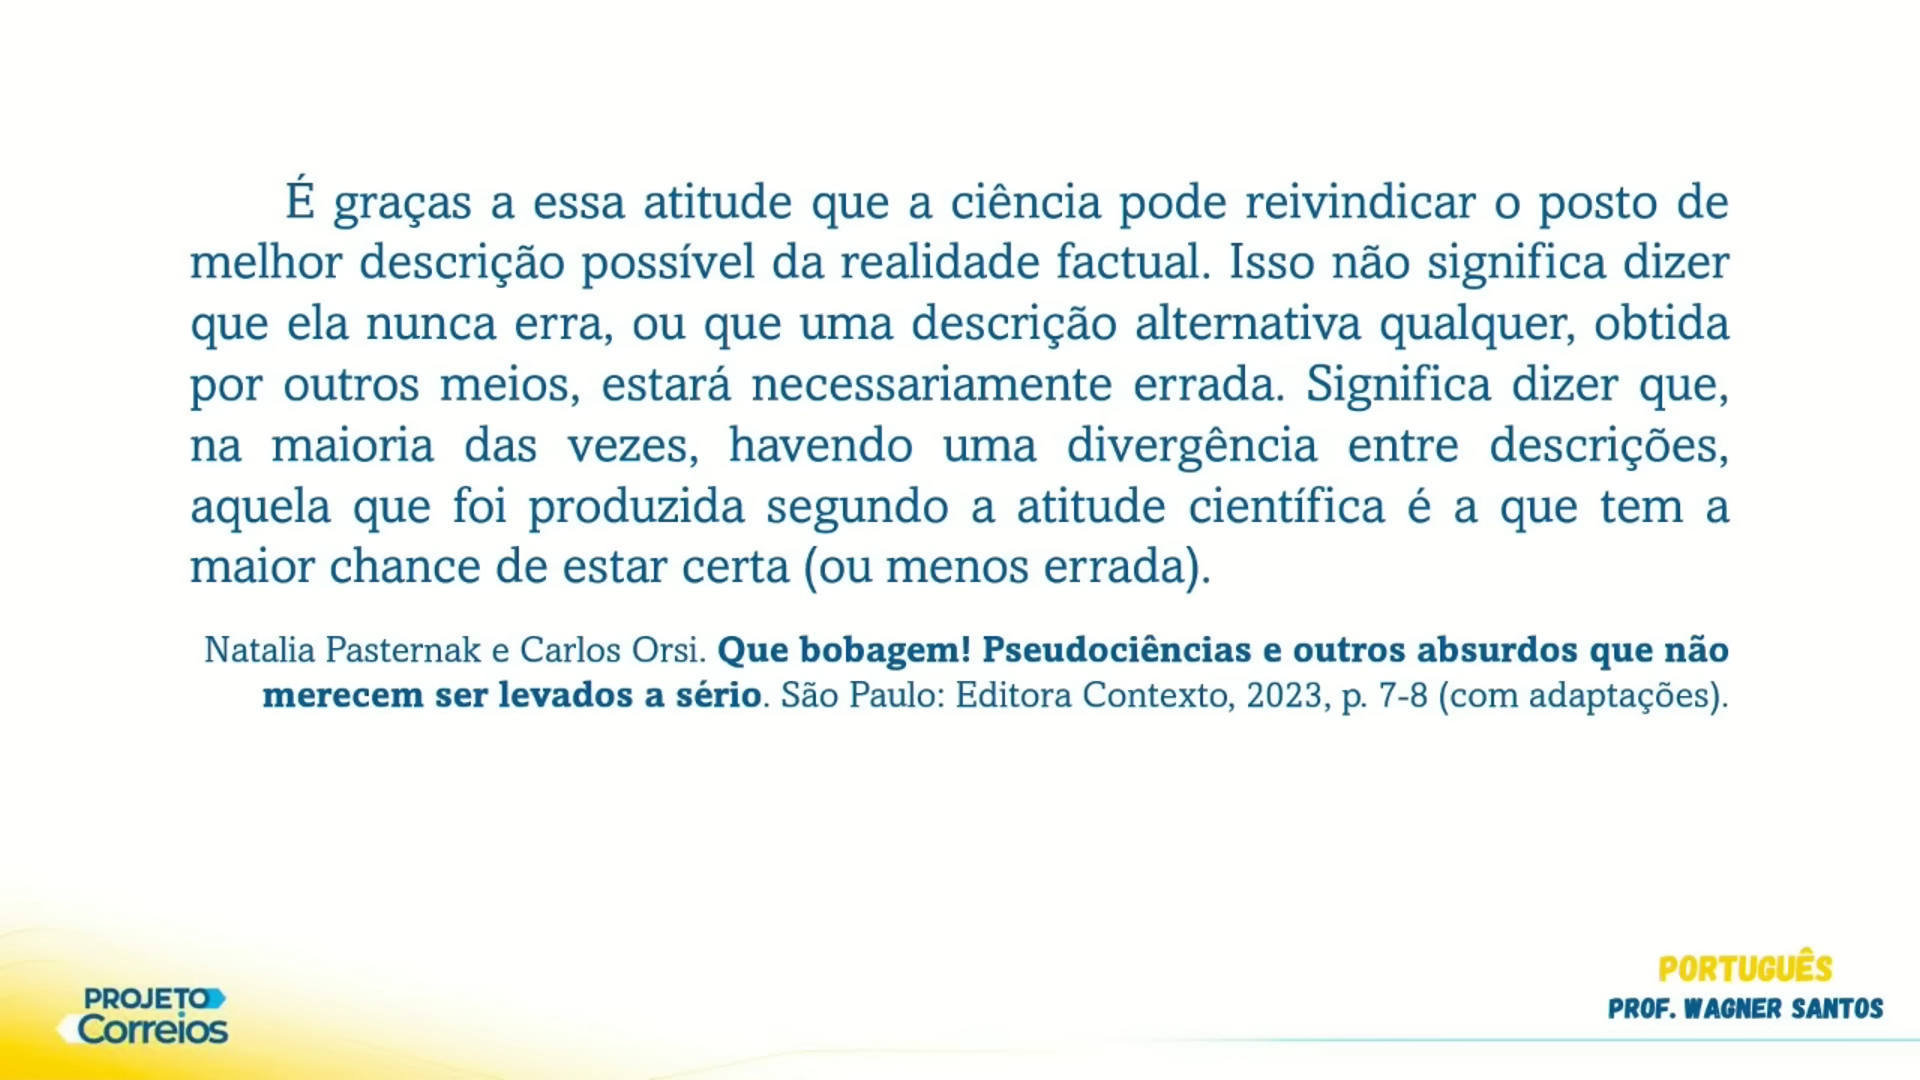 É graças a essa atitude que a ciência pode reivindicar o posto de
melhor descrição possível da realidade factual. Isso não significa dizer
que ela nunca erra, ou que uma descrição alternativa qualquer, obtida
por outros meios, estará necessariamente errada. Significa dizer que,
na maioria das vezes, havendo uma divergência entre descrições,
aquela que foi produzida segundo a atitude científica é a que tem a
maior chance de estar certa (ou menos errada).
Natalia Pasternak e Carlos Orsi. Que bobagem! Pseudociências e outros absurdos que não
merecem ser levados a sério. São Paulo: Editora Contexto, 2023, p. 7-8 (com adaptações).
PROJETO
Correios
PORTUGUÊS
PROF. WAGNER SANTOS